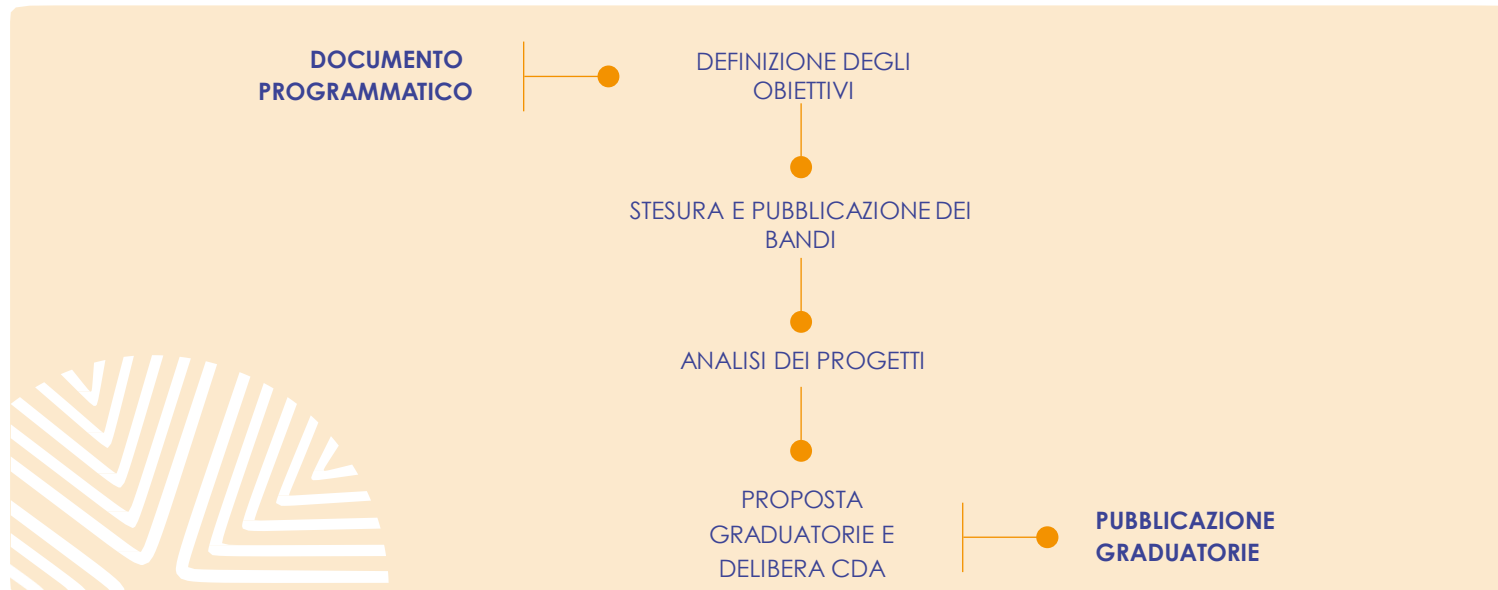 DOCUMENTO
PROGRAMMATICO
DEFINIZIONE DEGLI
OBIETTIVI
STESURA E PUBBLICAZIONE DEI
BANDI
ANALISI DEI PROGETTI
PROPOSTA
GRADUATORIE E
DELIBERA CDA
PUBBLICAZIONE
GRADUATORIE